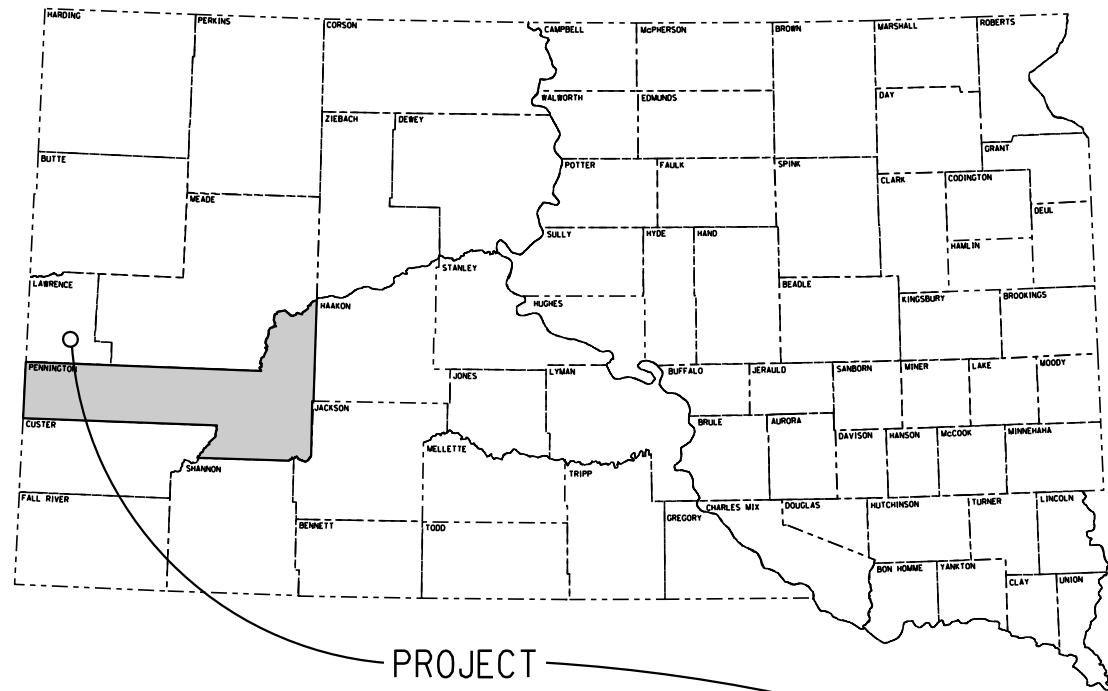 HARDING
PERKINS
CORSON
CAMPBELL
McPHERSON
BROWN
MARSHALL
ROBERTS
WALWORTH
EDMUNDS
DAY
ZIEBACH
DEWEY
GRANT
BUTTE
POTTER
FAULK
SPINK
CLARK
CODINGTON
MEADE
DEUL
SULLY
HYDE
HAND
HAMLIN
STANLEY
LAWRENCE
BEADLE
HAAKON
HUGHES
KINGSBURY
BROOKINGS
PENNINGTON
JONES
LYMAN
BUFFALO
JERAULD
SANBORN
MINER
LAKE
MOODY
JACKSON
CUSTER
BRULE
AURORA
DAVISON
HANSON
McCOOK
MINNEHAHA
MELLETTE
SHANNON
TRIPP
FALL RIVER
GREGORY
CHARLES MIX
DOUGLAS
HUTCHINSON
TURNER
LINCOLN
BENNETT
TODD
BON HOMME
YANKTON
CLAY
UNION
PROJECT